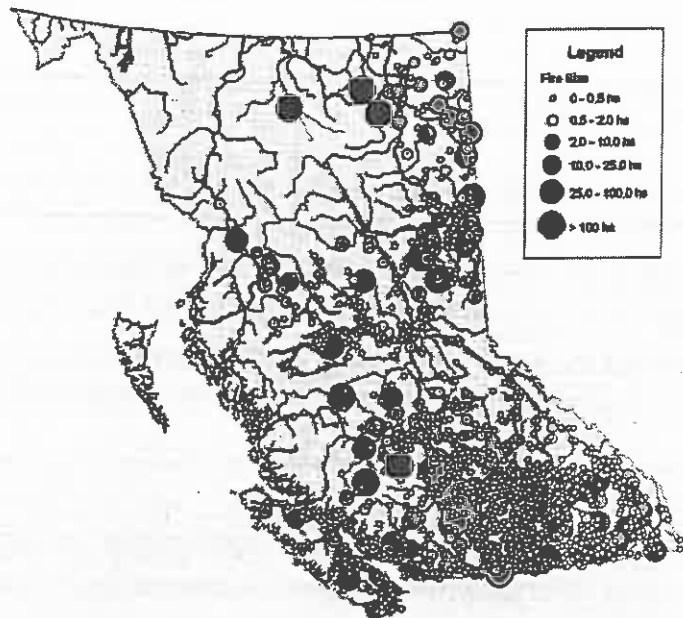 Legend
Fire Size
0 - 0.5 ha
0.5 - 2.0 ha
2.0 - 10.0 ha
10.0 - 25.0 ha
25.0 - 100.0 ha
> 100 ha